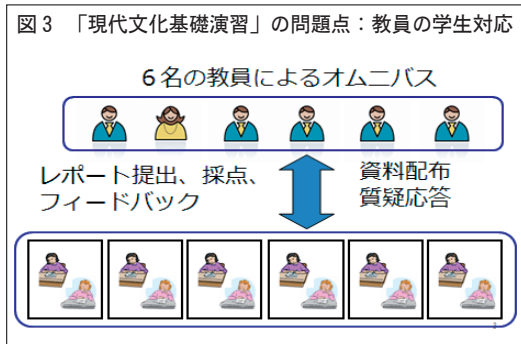 図3 「現代文化基礎演習」の問題点：教員の学生対応
6名の教員によるオムニバス
レポート提出、採点、
フィードバック
資料配布
質疑応答